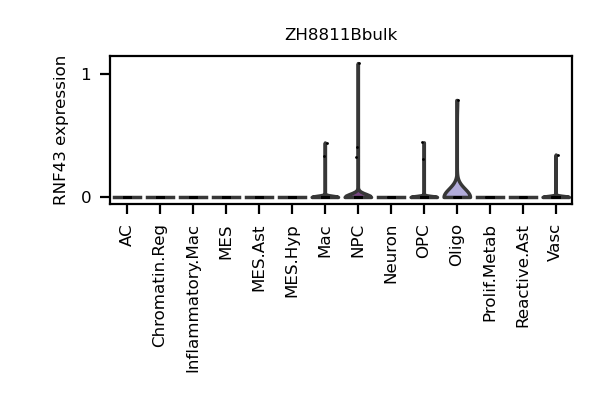 ZH8811Bbulk
RNF43 expression
1
0
AC
Chromatin.Reg
Inflammatory.Mac
MES
MES.Ast
MES.Hyp
Mac
NPC
Neuron
OPC
Oligo
Prolif.Metab
Reactive.Ast
Vasc